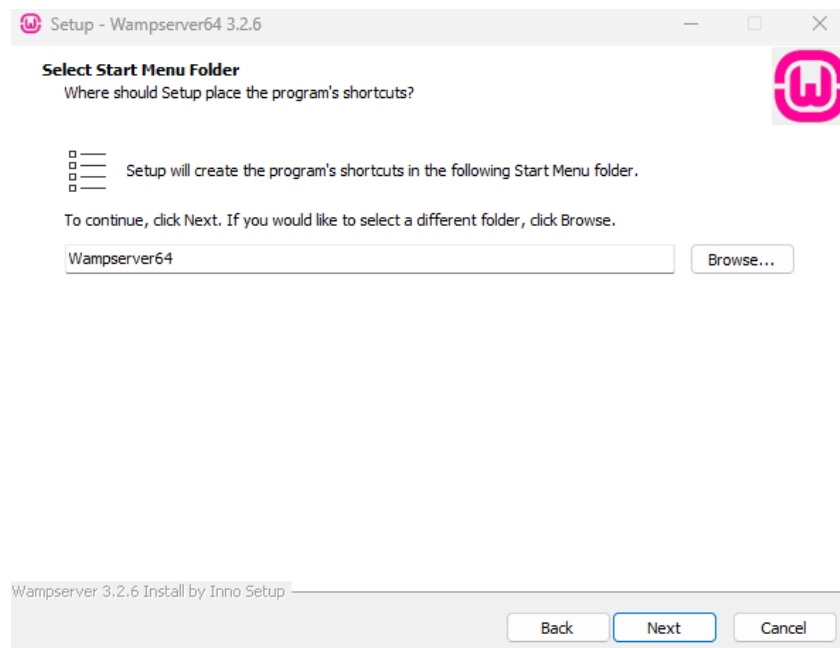 Setup - Wampserver64 3.2.6
Select Start Menu Folder
Where should Setup place the program's shortcuts?
Setup will create the program's shortcuts in the following Start Menu folder.
To continue, click Next. If you would like to select a different folder, click Browse.
Wampserver64
Browse...
Wampserver 3.2.6 Install by Inno Setup
Back
Next
Cancel